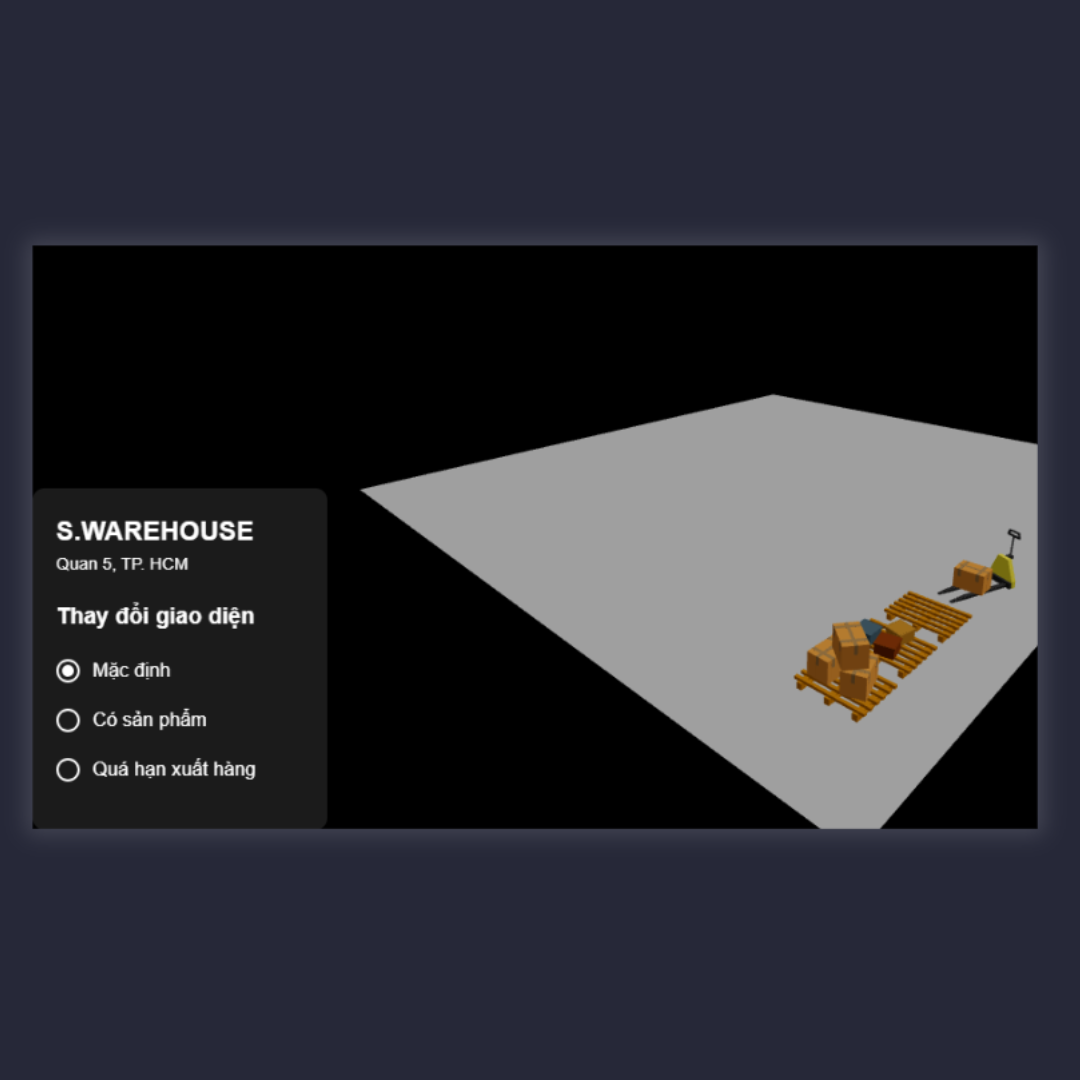 S.WAREHOUSE
Quan 5, TP. HCM
Thay đổi giao diện
Mặc định
Có sản phẩm
Quá hạn xuất hàng